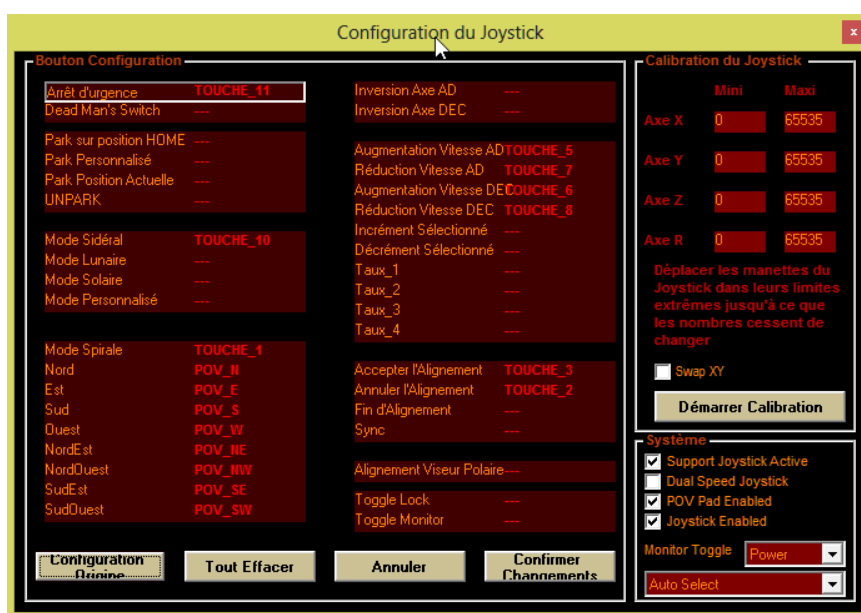 Configuration du Joystick
x
Bouton Configuration
Arrêt d'urgence TOUCHE_11
Dead Man's Switch ---
Park sur position HOME ---
Park Personnalisé ---
Park Position Actuelle ---
UNPARK ---
Mode Sidéral TOUCHE_10
Mode Lunaire ---
Mode Solaire ---
Mode Personnalisé ---
Mode Spirale TOUCHE_1
Nord POV_N
Est POV_E
Sud POV_S
Ouest POV_W
NordEst POV_NE
NordOuest POV_NW
SudEst POV_SE
SudOuest POV_SW
Inversion Axe AD ---
Inversion Axe DEC ---
Augmentation Vitesse AD TOUCHE_5
Réduction Vitesse AD TOUCHE_7
Augmentation Vitesse DEC TOUCHE_6
Réduction Vitesse DEC TOUCHE_8
Incrément Sélectionné ---
Décrément Sélectionné ---
Taux_1 ---
Taux_2 ---
Taux_3 ---
Taux_4 ---
Accepter l'Alignement TOUCHE_3
Annuler l'Alignement TOUCHE_2
Fin d'Alignement ---
Sync ---
Alignement Viseur Polaire ---
Toggle Lock ---
Toggle Monitor ---
Configuration
Origine
Tout Effacer
Annuler
Confirmer
Changements
Calibration du Joystick
Mini Maxi
Axe X 0 65535
Axe Y 0 65535
Axe Z 0 65535
Axe R 0 65535
Déplacer les manettes du
Joystick dans leurs limites
extrêmes jusqu'à ce que
les nombres cessent de
changer
Swap XY
Démarrer Calibration
Système
Support Joystick Active
Dual Speed Joystick
POV Pad Enabled
Joystick Enabled
Monitor Toggle Power
Auto Select